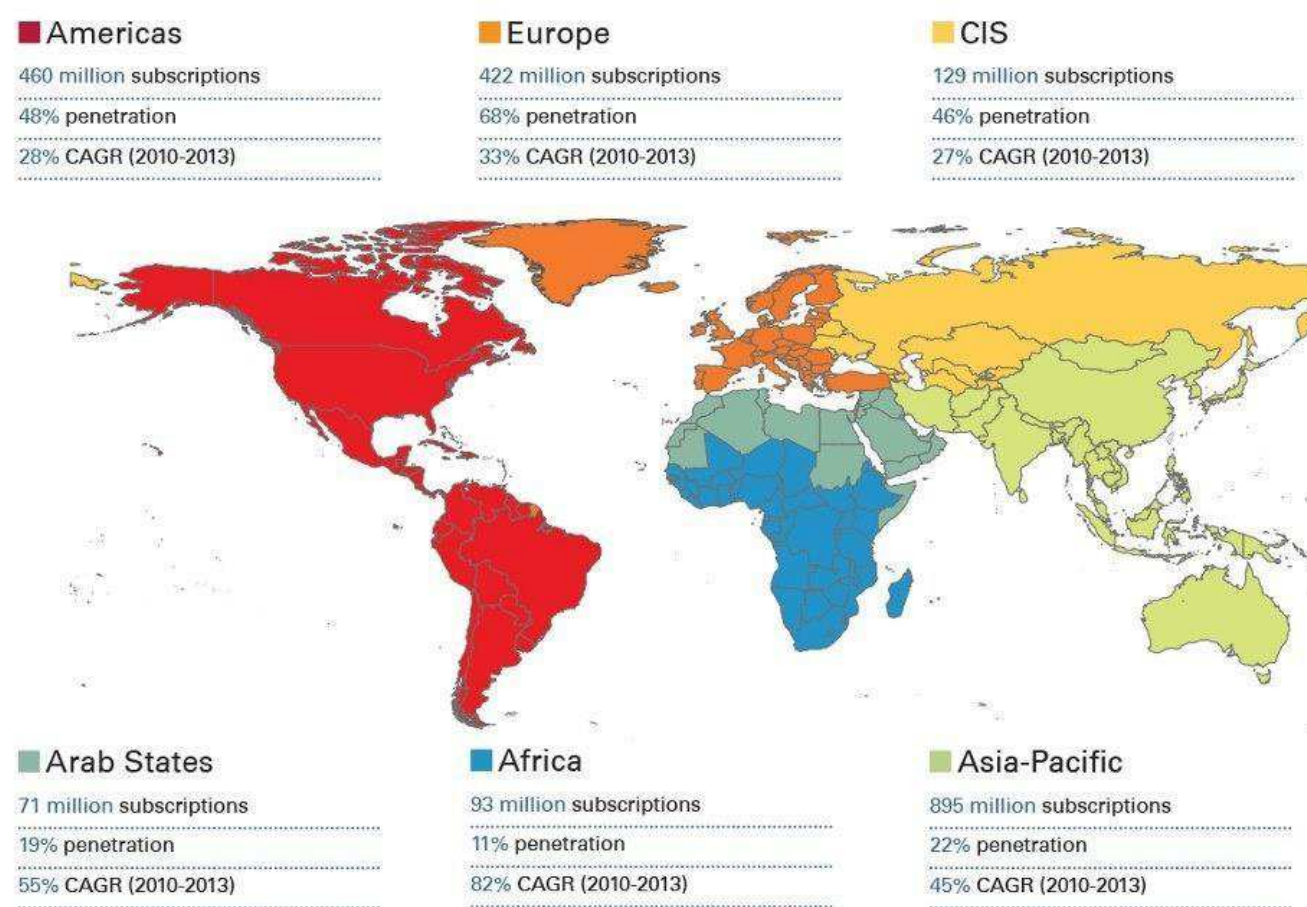 Americas
460 million subscriptions
48% penetration
28% CAGR (2010-2013)
Europe
422 million subscriptions
68% penetration
33% CAGR (2010-2013)
CIS
129 million subscriptions
46% penetration
27% CAGR (2010-2013)
Arab States
71 million subscriptions
19% penetration
55% CAGR (2010-2013)
Africa
93 million subscriptions
11% penetration
82% CAGR (2010-2013)
Asia-Pacific
895 million subscriptions
22% penetration
45% CAGR (2010-2013)